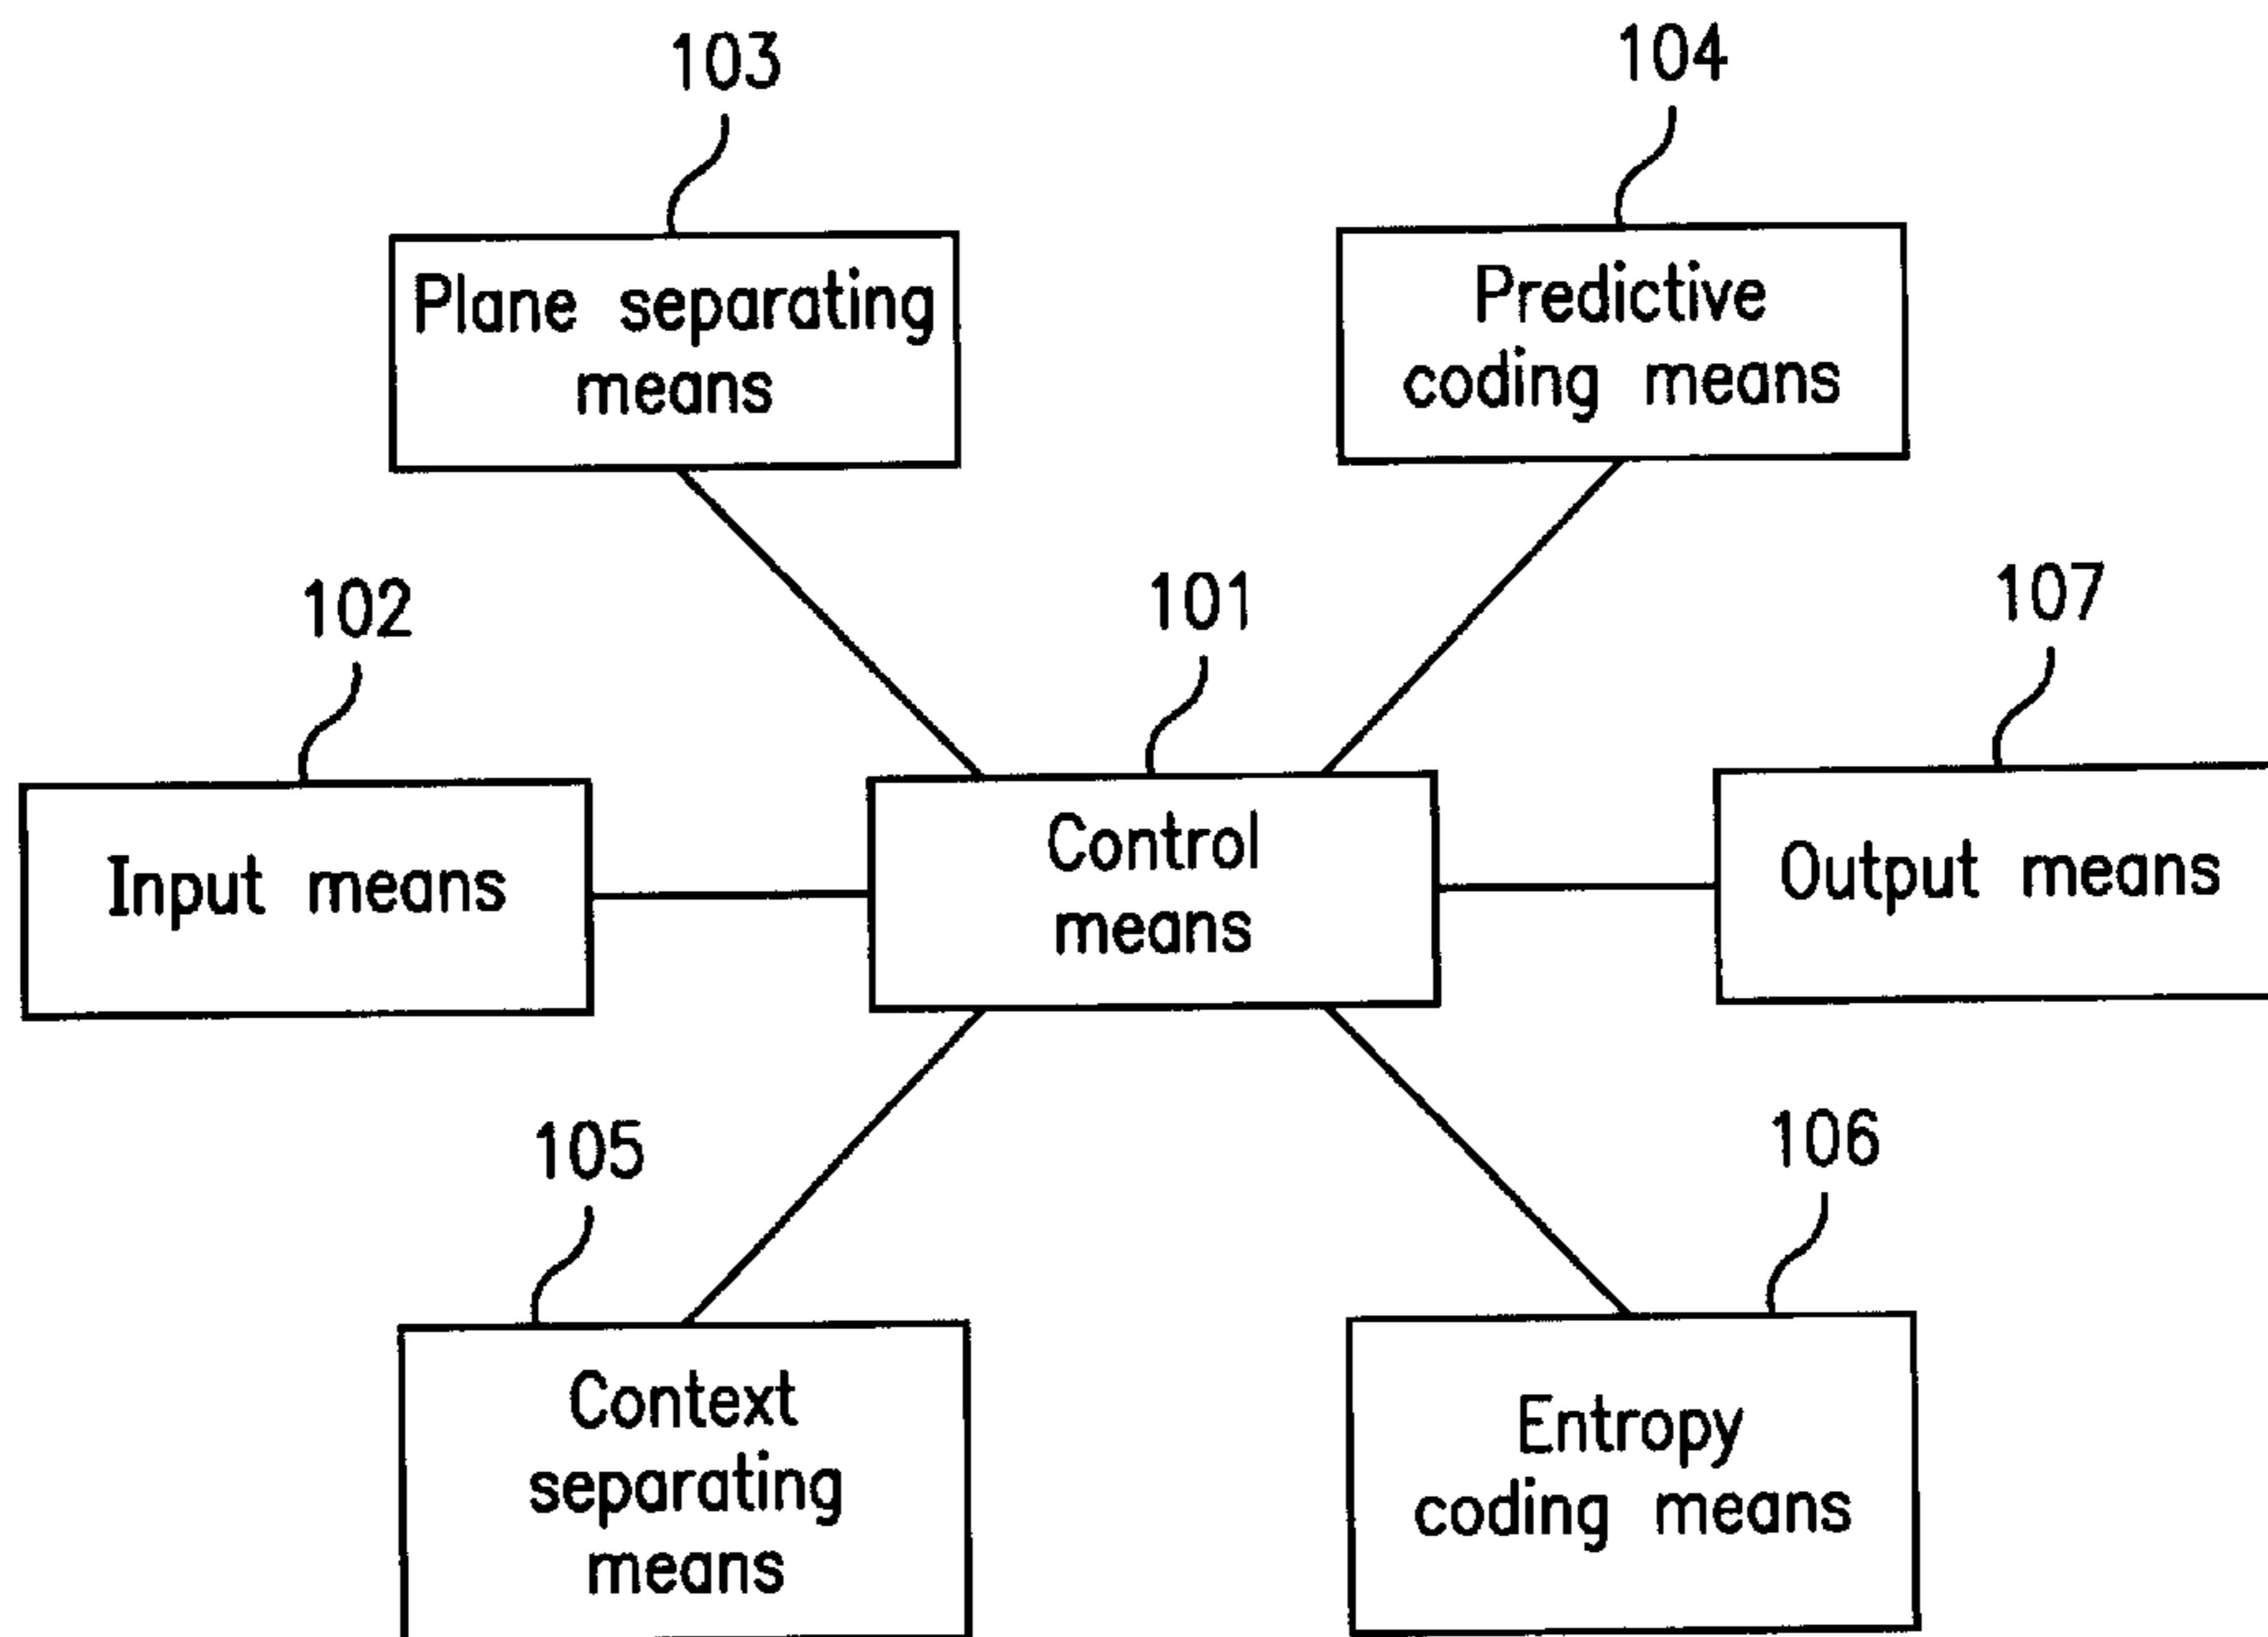 103
104
Plane separating
means
Predictive
coding means
102
101
107
Input means
Control
means
Output means
105
106
Context
separating
means
Entropy
coding means